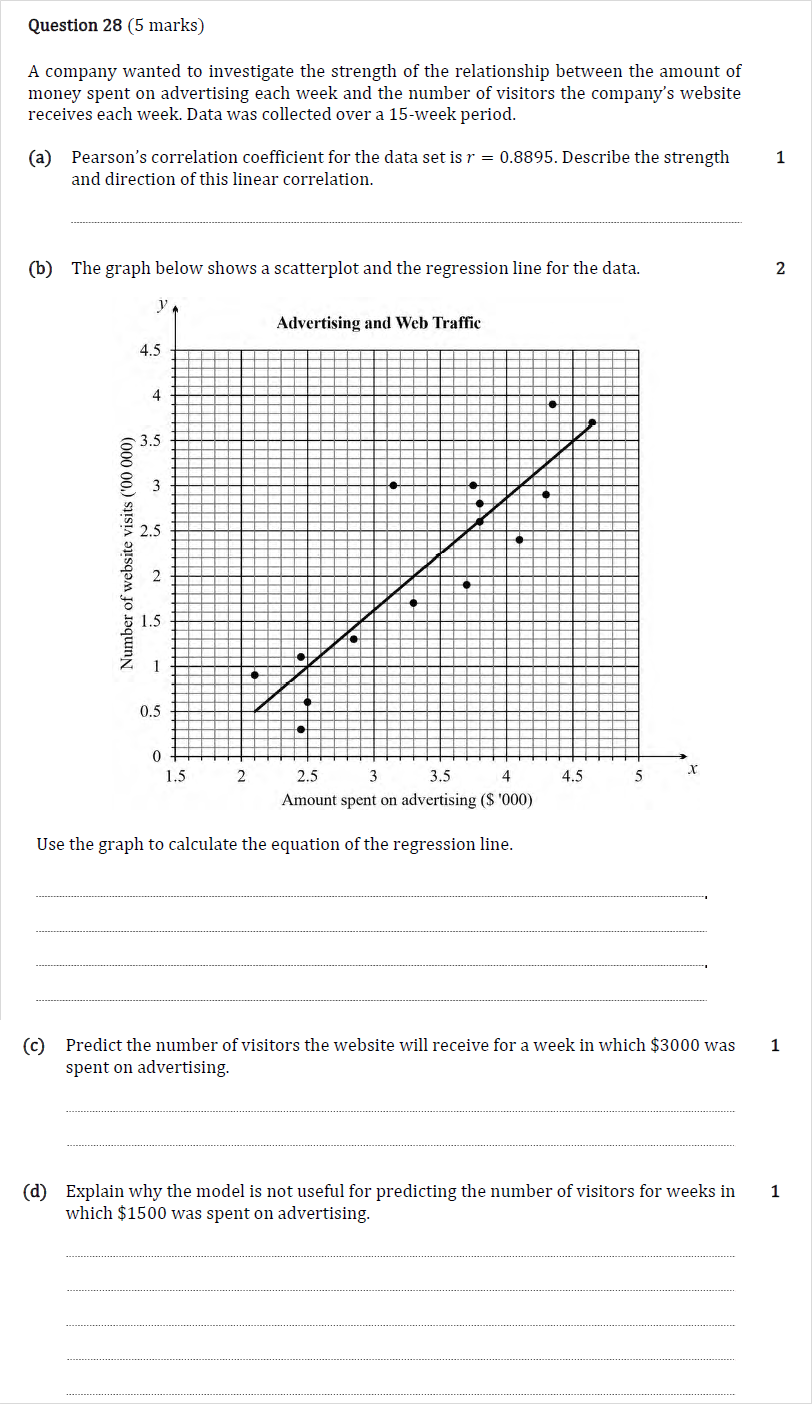 Question 28 (5 marks)
A company wanted to investigate the strength of the relationship between the amount of
money spent on advertising each week and the number of visitors the company's website
receives each week. Data was collected over a 15-week period.
(a) Pearson's correlation coefficient for the data set is r = 0.8895. Describe the strength 1
and direction of this linear correlation.
(b) The graph below shows a scatterplot and the regression line for the data. 2
y
Advertising and Web Traffic
Number of website visits ('00 000)
4.5
4
3.5
3
2.5
2
1.5
1
0.5
0
1.5 2 2.5 3 3.5 4 4.5 5 x
Amount spent on advertising ($ '000)
Use the graph to calculate the equation of the regression line.
(c) Predict the number of visitors the website will receive for a week in which $3000 was 1
spent on advertising.
(d) Explain why the model is not useful for predicting the number of visitors for weeks in 1
which $1500 was spent on advertising.